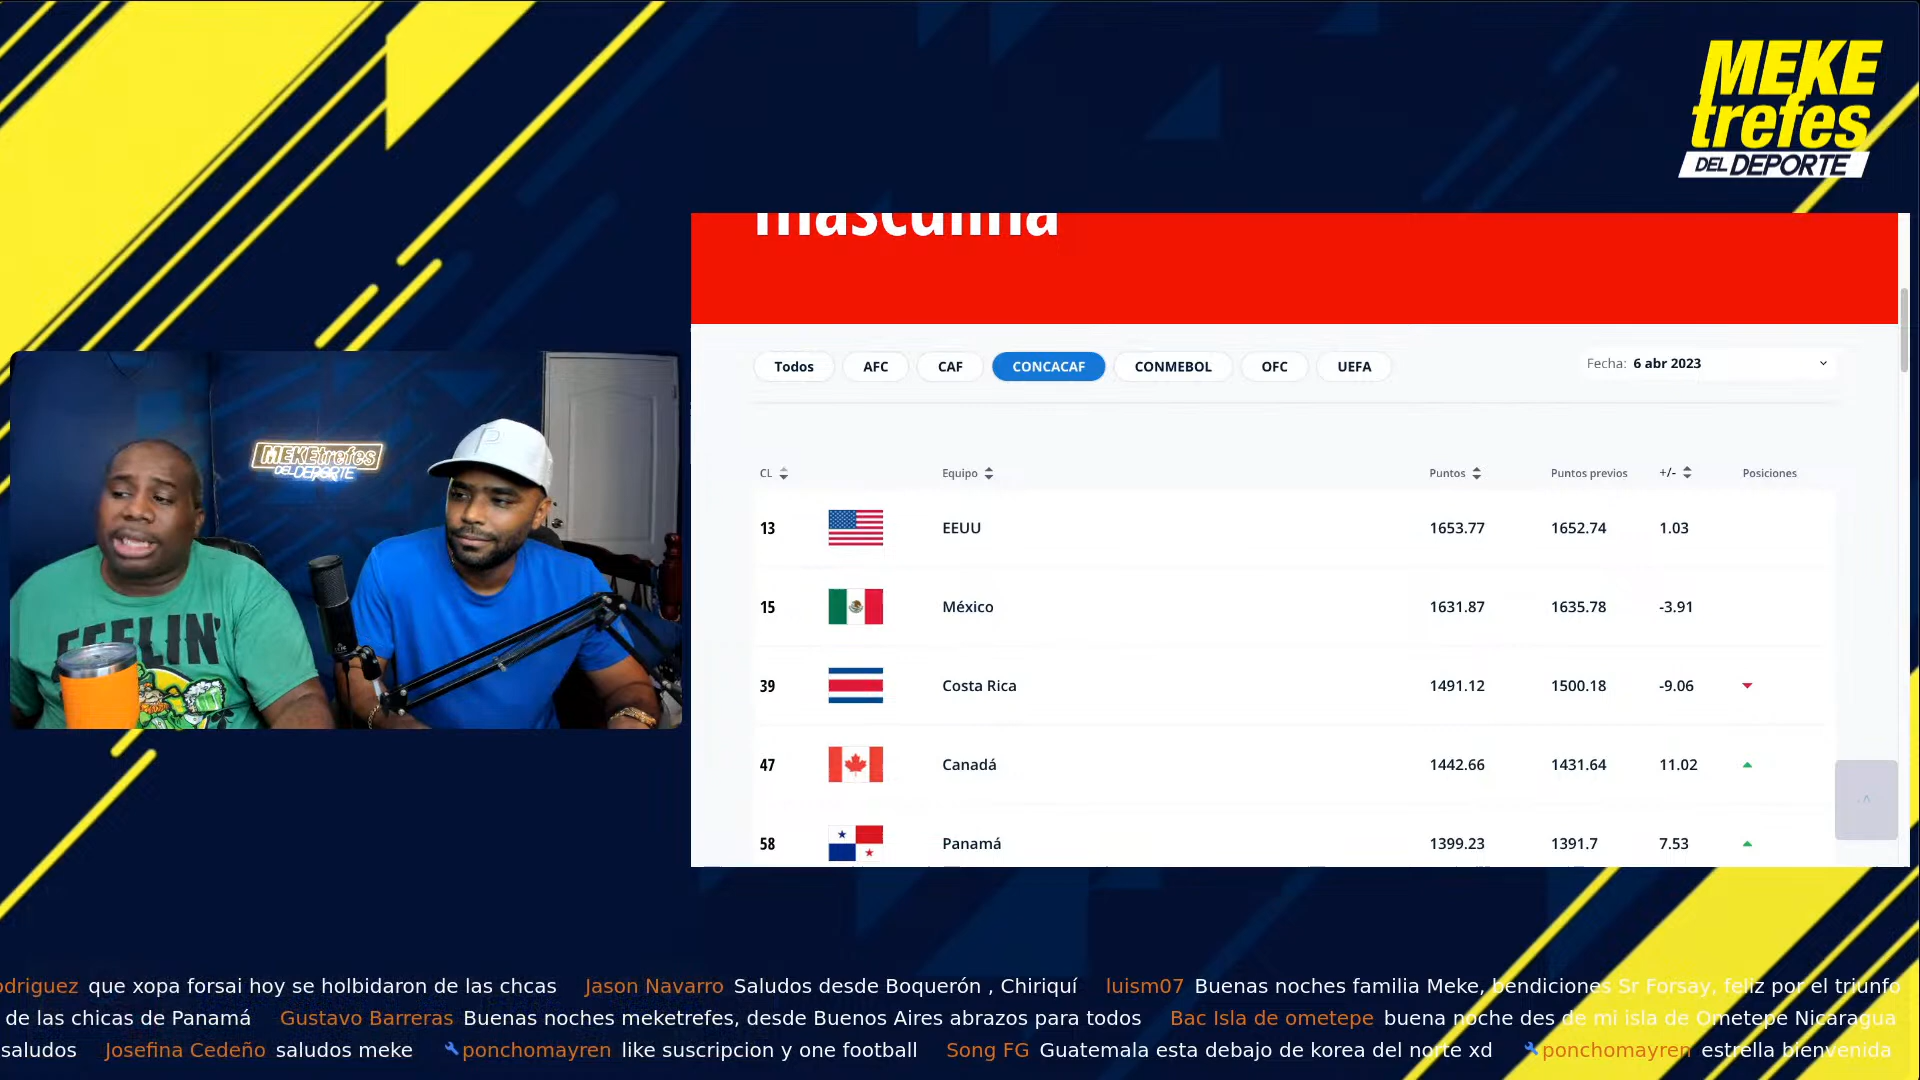 MEKE
trefes
DEL DEPORTE
masculina
Todos AFC CAF CONCACAF CONMEBOL OFC UEFA Fecha: 6 abr 2023
CL Equipo Puntos Puntos previos +/- Posiciones
13 EEUU 1653.77 1652.74 1.03
15 México 1631.87 1635.78 -3.91
39 Costa Rica 1491.12 1500.18 -9.06
47 Canadá 1442.66 1431.64 11.02
58 Panamá 1399.23 1391.7 7.53
MEKEtrefes
DEL DEPORTE
FEELIN'
odriguez que xopa forsai hoy se holbidaron de las chcas Jason Navarro Saludos desde Boquerón , Chiriquí luism07 Buenas noches familia Meke, bendiciones Sr Forsay, feliz por el triunfo
de las chicas de Panamá Gustavo Barreras Buenas noches meketrefes, desde Buenos Aires abrazos para todos Bac Isla de ometepe buena noche des de mi isla de Ometepe Nicaragua
saludos Josefina Cedeño saludos meke ponchomayren like suscripcion y one football Song FG Guatemala esta debajo de korea del norte xd ponchomayren estrella bienvenida